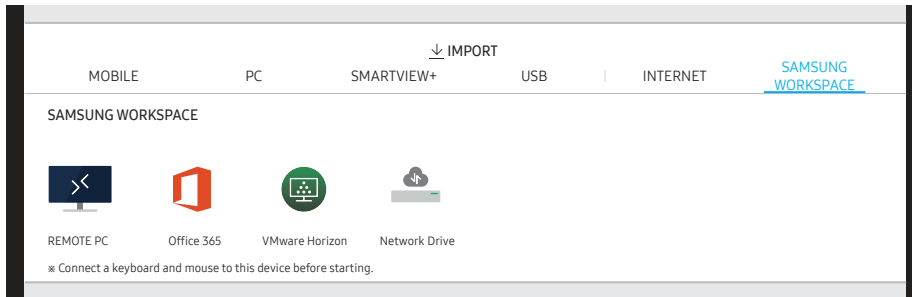 IMPORT
MOBILE PC SMARTVIEW+ USB INTERNET SAMSUNG WORKSPACE
SAMSUNG WORKSPACE
REMOTE PC Office 365 VMware Horizon Network Drive
※ Connect a keyboard and mouse to this device before starting.